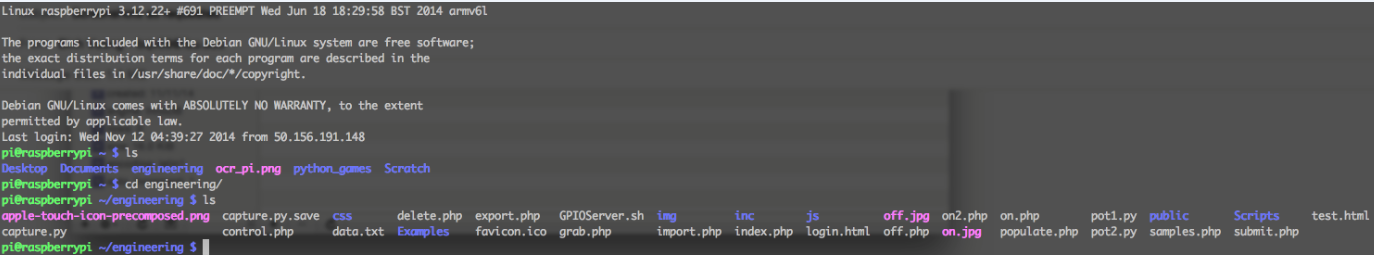 Linux raspberrypi 3.12.22+ #691 PREEMPT Wed Jun 18 18:29:58 BST 2014 armv6l
The programs included with the Debian GNU/Linux system are free software;
the exact distribution terms for each program are described in the
individual files in /usr/share/doc/*/copyright.
Debian GNU/Linux comes with ABSOLUTELY NO WARRANTY, to the extent
permitted by applicable law.
Last login: Wed Nov 12 04:39:27 2014 from 50.156.191.148
pi@raspberrypi ~ $ ls
Desktop Documents engineering ocr_pi.png python_games Scratch
pi@raspberrypi ~ $ cd engineering/
pi@raspberrypi ~/engineering $ ls
apple-touch-icon-precomposed.png capture.py.save css delete.php export.php GPIOServer.sh img inc js off.jpg on2.php on.php pot1.py public Scripts test.html
capture.py control.php data.txt Examples favicon.ico grab.php import.php index.php login.html off.php on.jpg populate.php pot2.py samples.php submit.php
pi@raspberrypi ~/engineering $